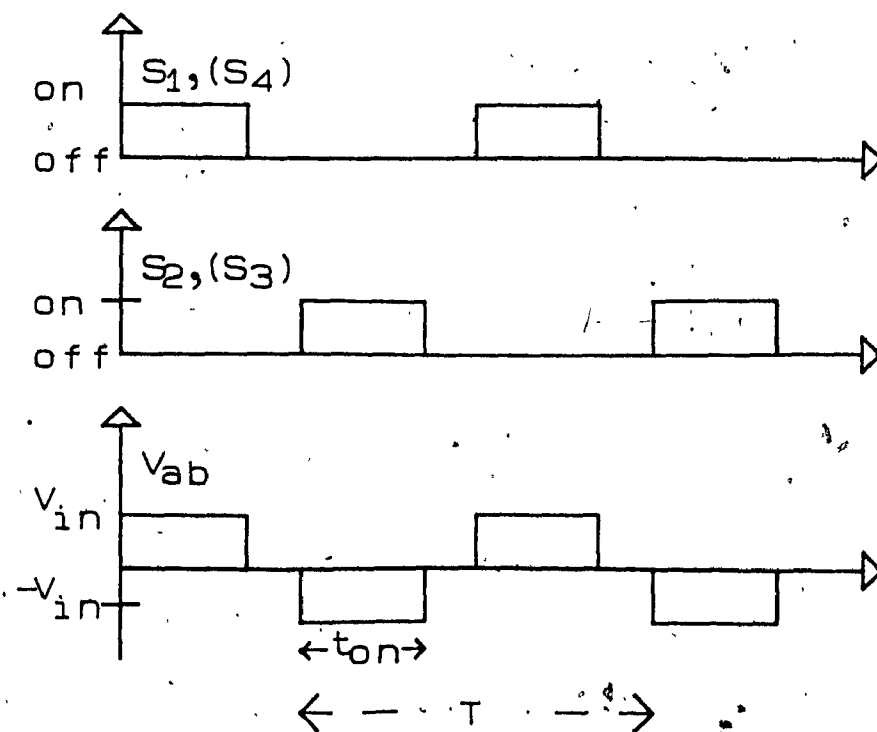 S1,(S4)
on
off
S2,(S3)
on
off
Vab
Vin
-Vin
ton
T